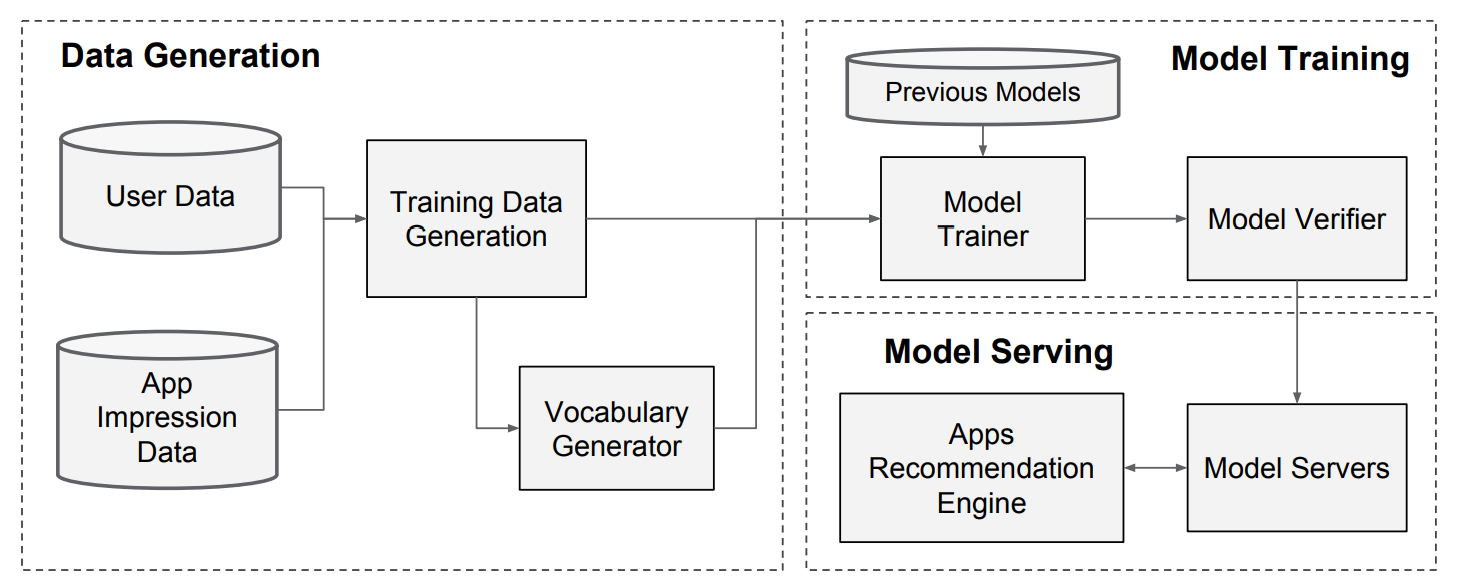 Data Generation
User Data
App
Impression
Data
Training Data
Generation
Vocabulary
Generator
Model Training
Previous Models
Model
Trainer
Model Verifier
Model Serving
Apps
Recommendation
Engine
Model Servers